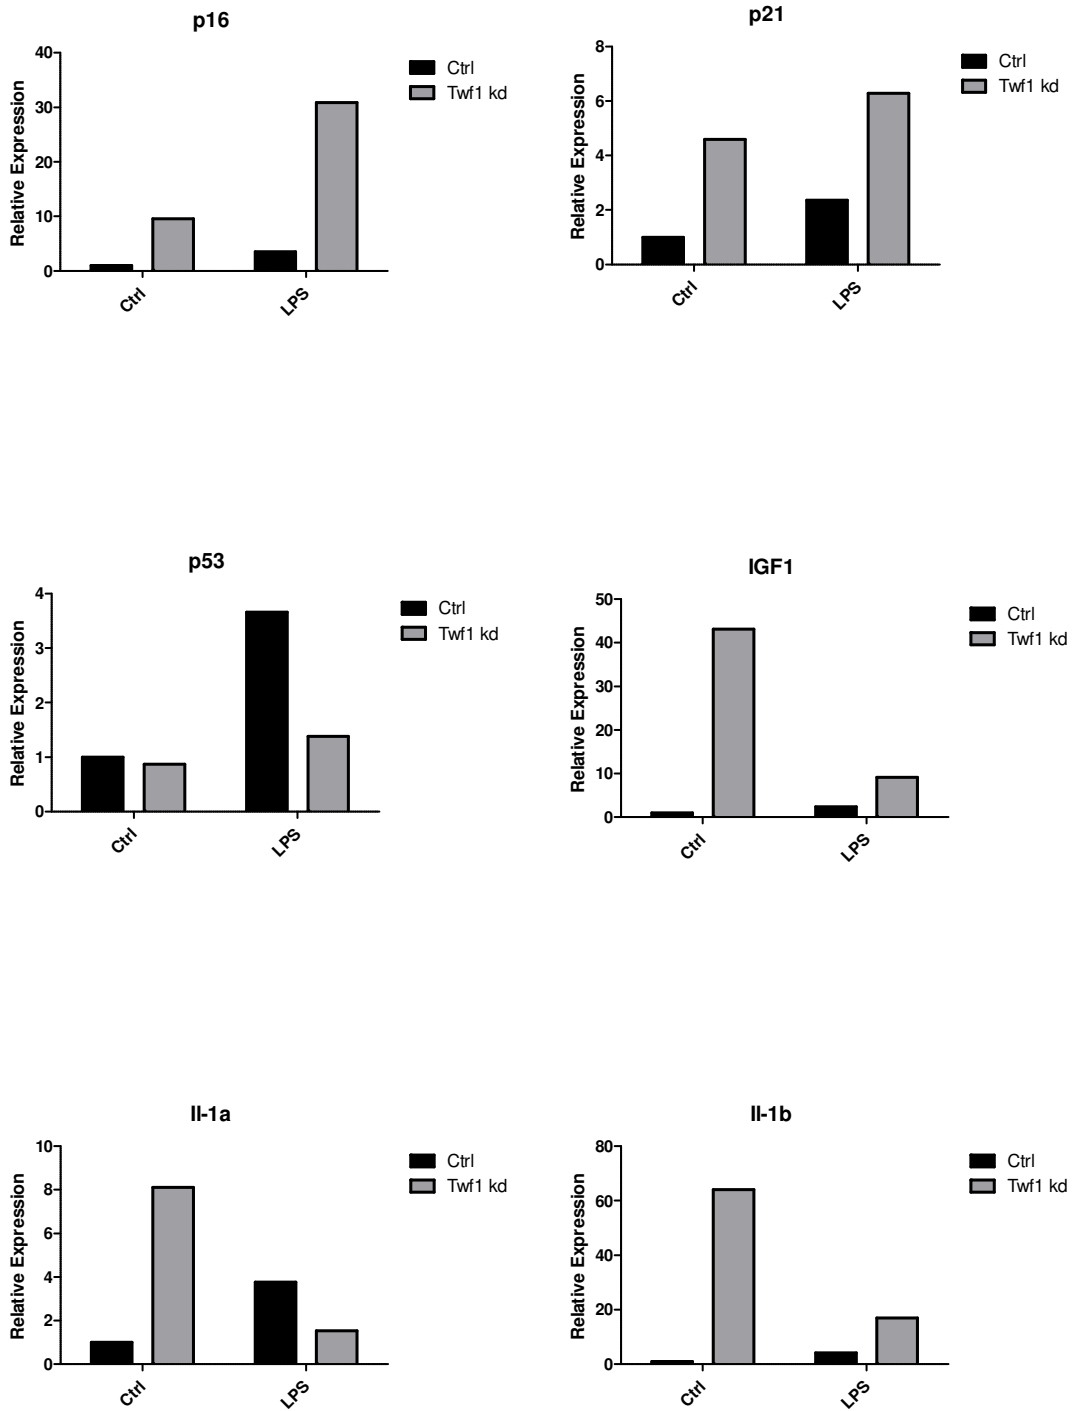 p16
Relative Expression
40
30
20
10
0
Ctrl
LPS
Ctrl
Twf1 kd
p21
Relative Expression
8
6
4
2
0
Ctrl
LPS
Ctrl
Twf1 kd
p53
Relative Expression
4
3
2
1
0
Ctrl
LPS
Ctrl
Twf1 kd
IGF1
Relative Expression
50
40
30
20
10
0
Ctrl
LPS
Ctrl
Twf1 kd
Il-1a
Relative Expression
10
8
6
4
2
0
Ctrl
LPS
Ctrl
Twf1 kd
Il-1b
Relative Expression
80
60
40
20
0
Ctrl
LPS
Ctrl
Twf1 kd